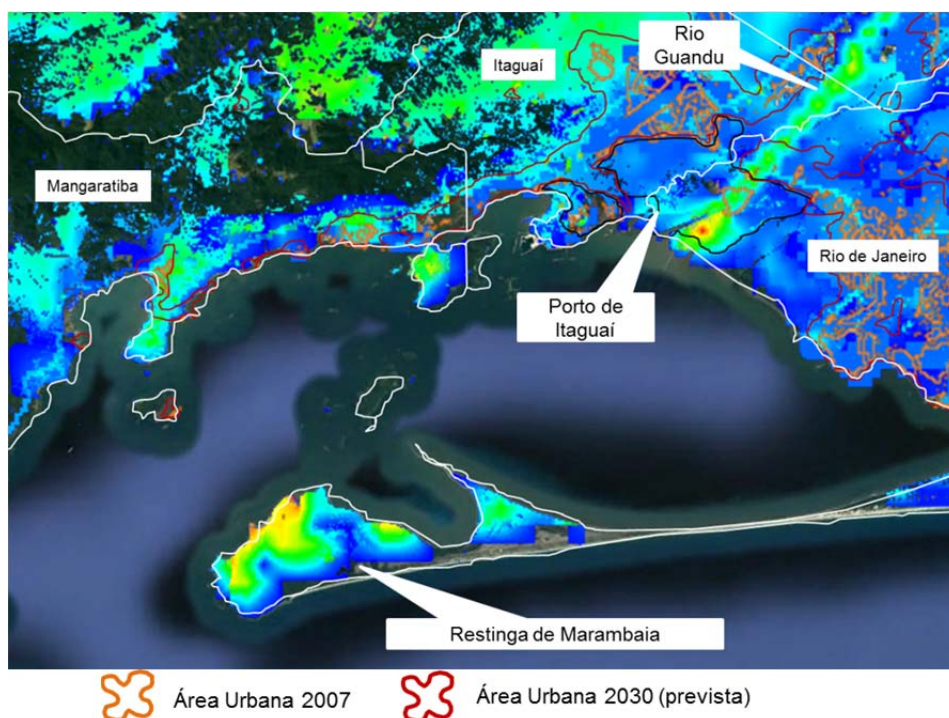 Rio
Guandu
Itaguaí
Mangaratiba
Rio de Janeiro
Porto de
Itaguaí
Restinga de Marambaia
Área Urbana 2007
Área Urbana 2030 (prevista)